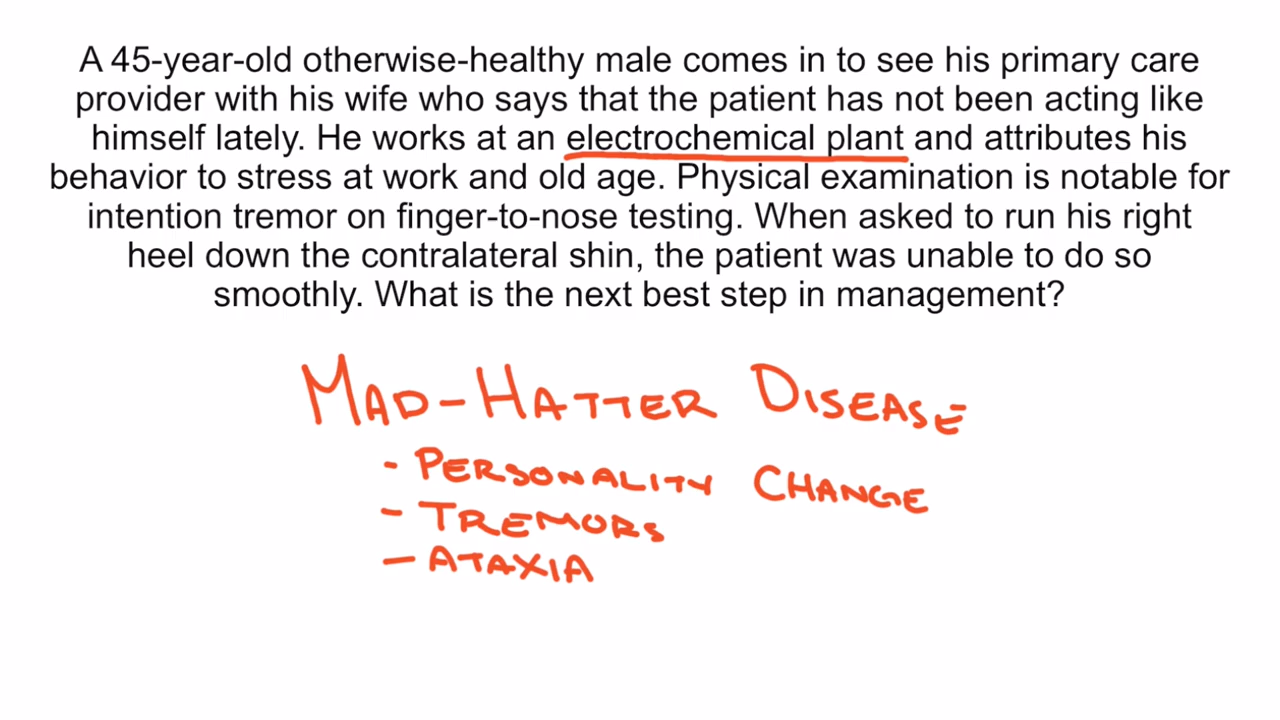 A 45-year-old otherwise-healthy male comes in to see his primary care
provider with his wife who says that the patient has not been acting like
himself lately. He works at an electrochemical plant and attributes his
behavior to stress at work and old age. Physical examination is notable for
intention tremor on finger-to-nose testing. When asked to run his right
heel down the contralateral shin, the patient was unable to do so
smoothly. What is the next best step in management?
MAD-HATTER DISEASE
- PERSONALITY CHANGE
- TREMORS
- ATAXIA